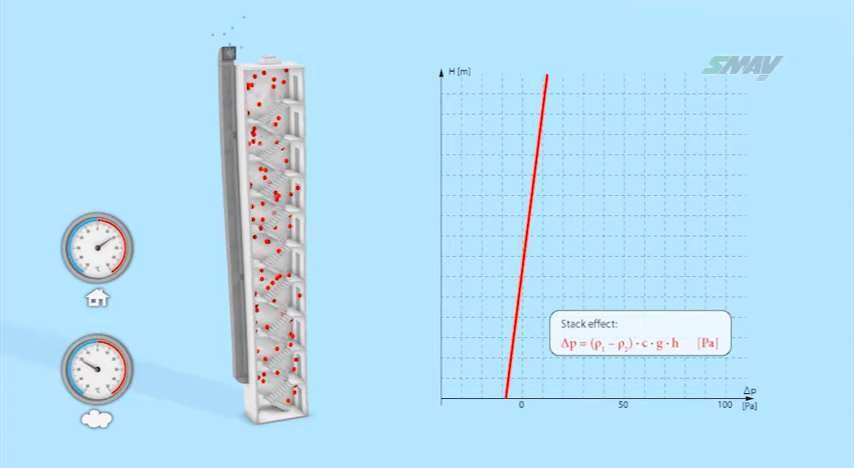 SMAY
H [m]
Stack effect:
Δp = (ρ₁ – ρ₂) · c · g · h [Pa]
Δp
0 50 100 [Pa]
°C
°C